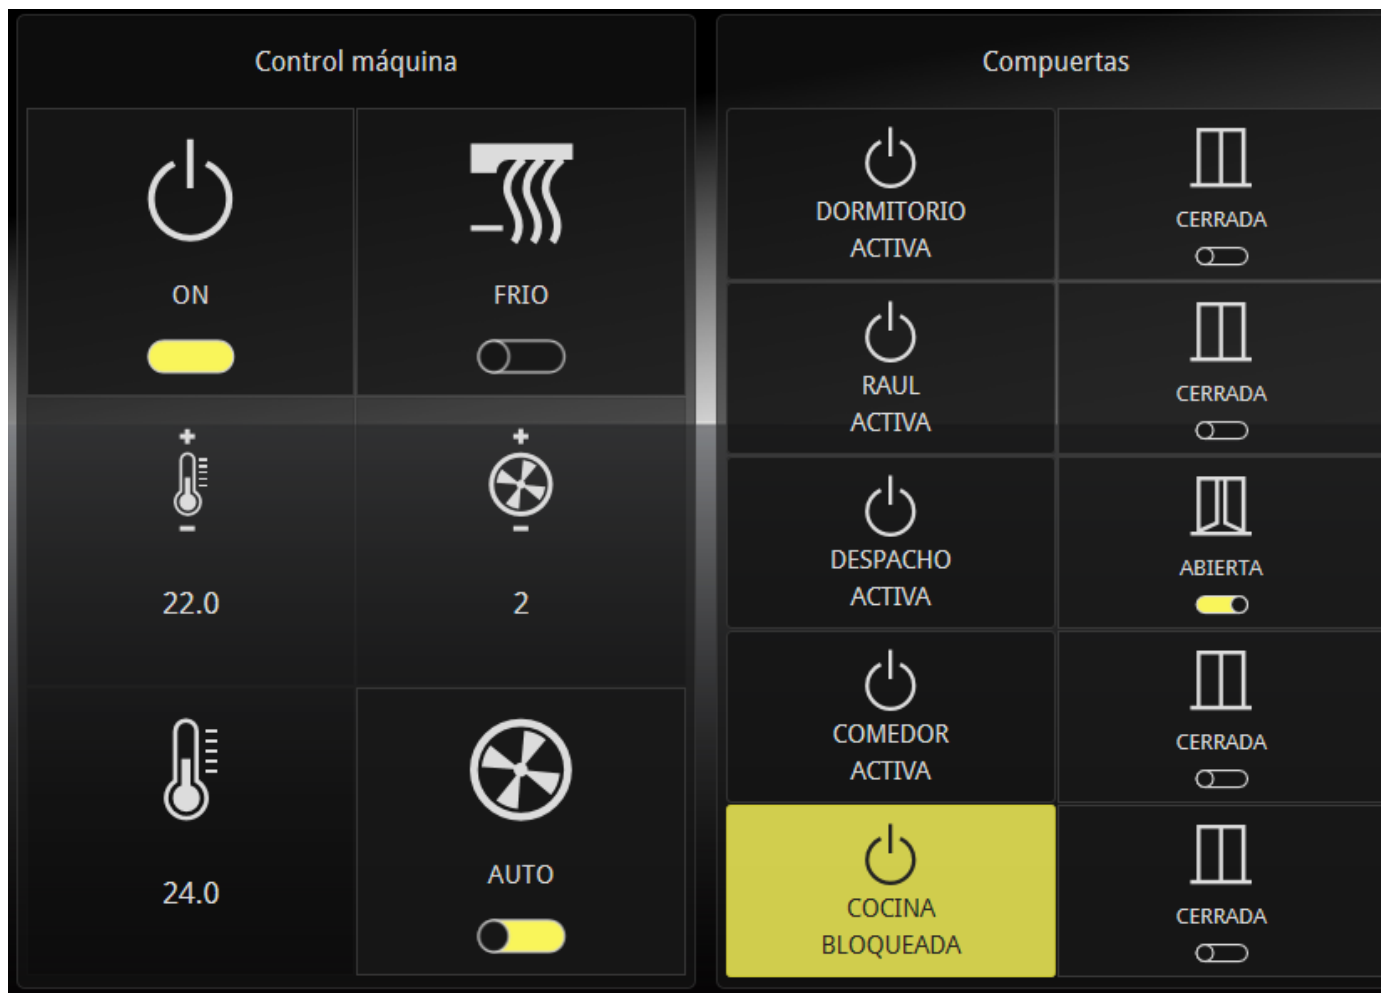 Control máquina
ON
FRIO
22.0
2
24.0
AUTO
Compuertas
DORMITORIO
ACTIVA
CERRADA
RAUL
ACTIVA
CERRADA
DESPACHO
ACTIVA
ABIERTA
COMEDOR
ACTIVA
CERRADA
COCINA
BLOQUEADA
CERRADA